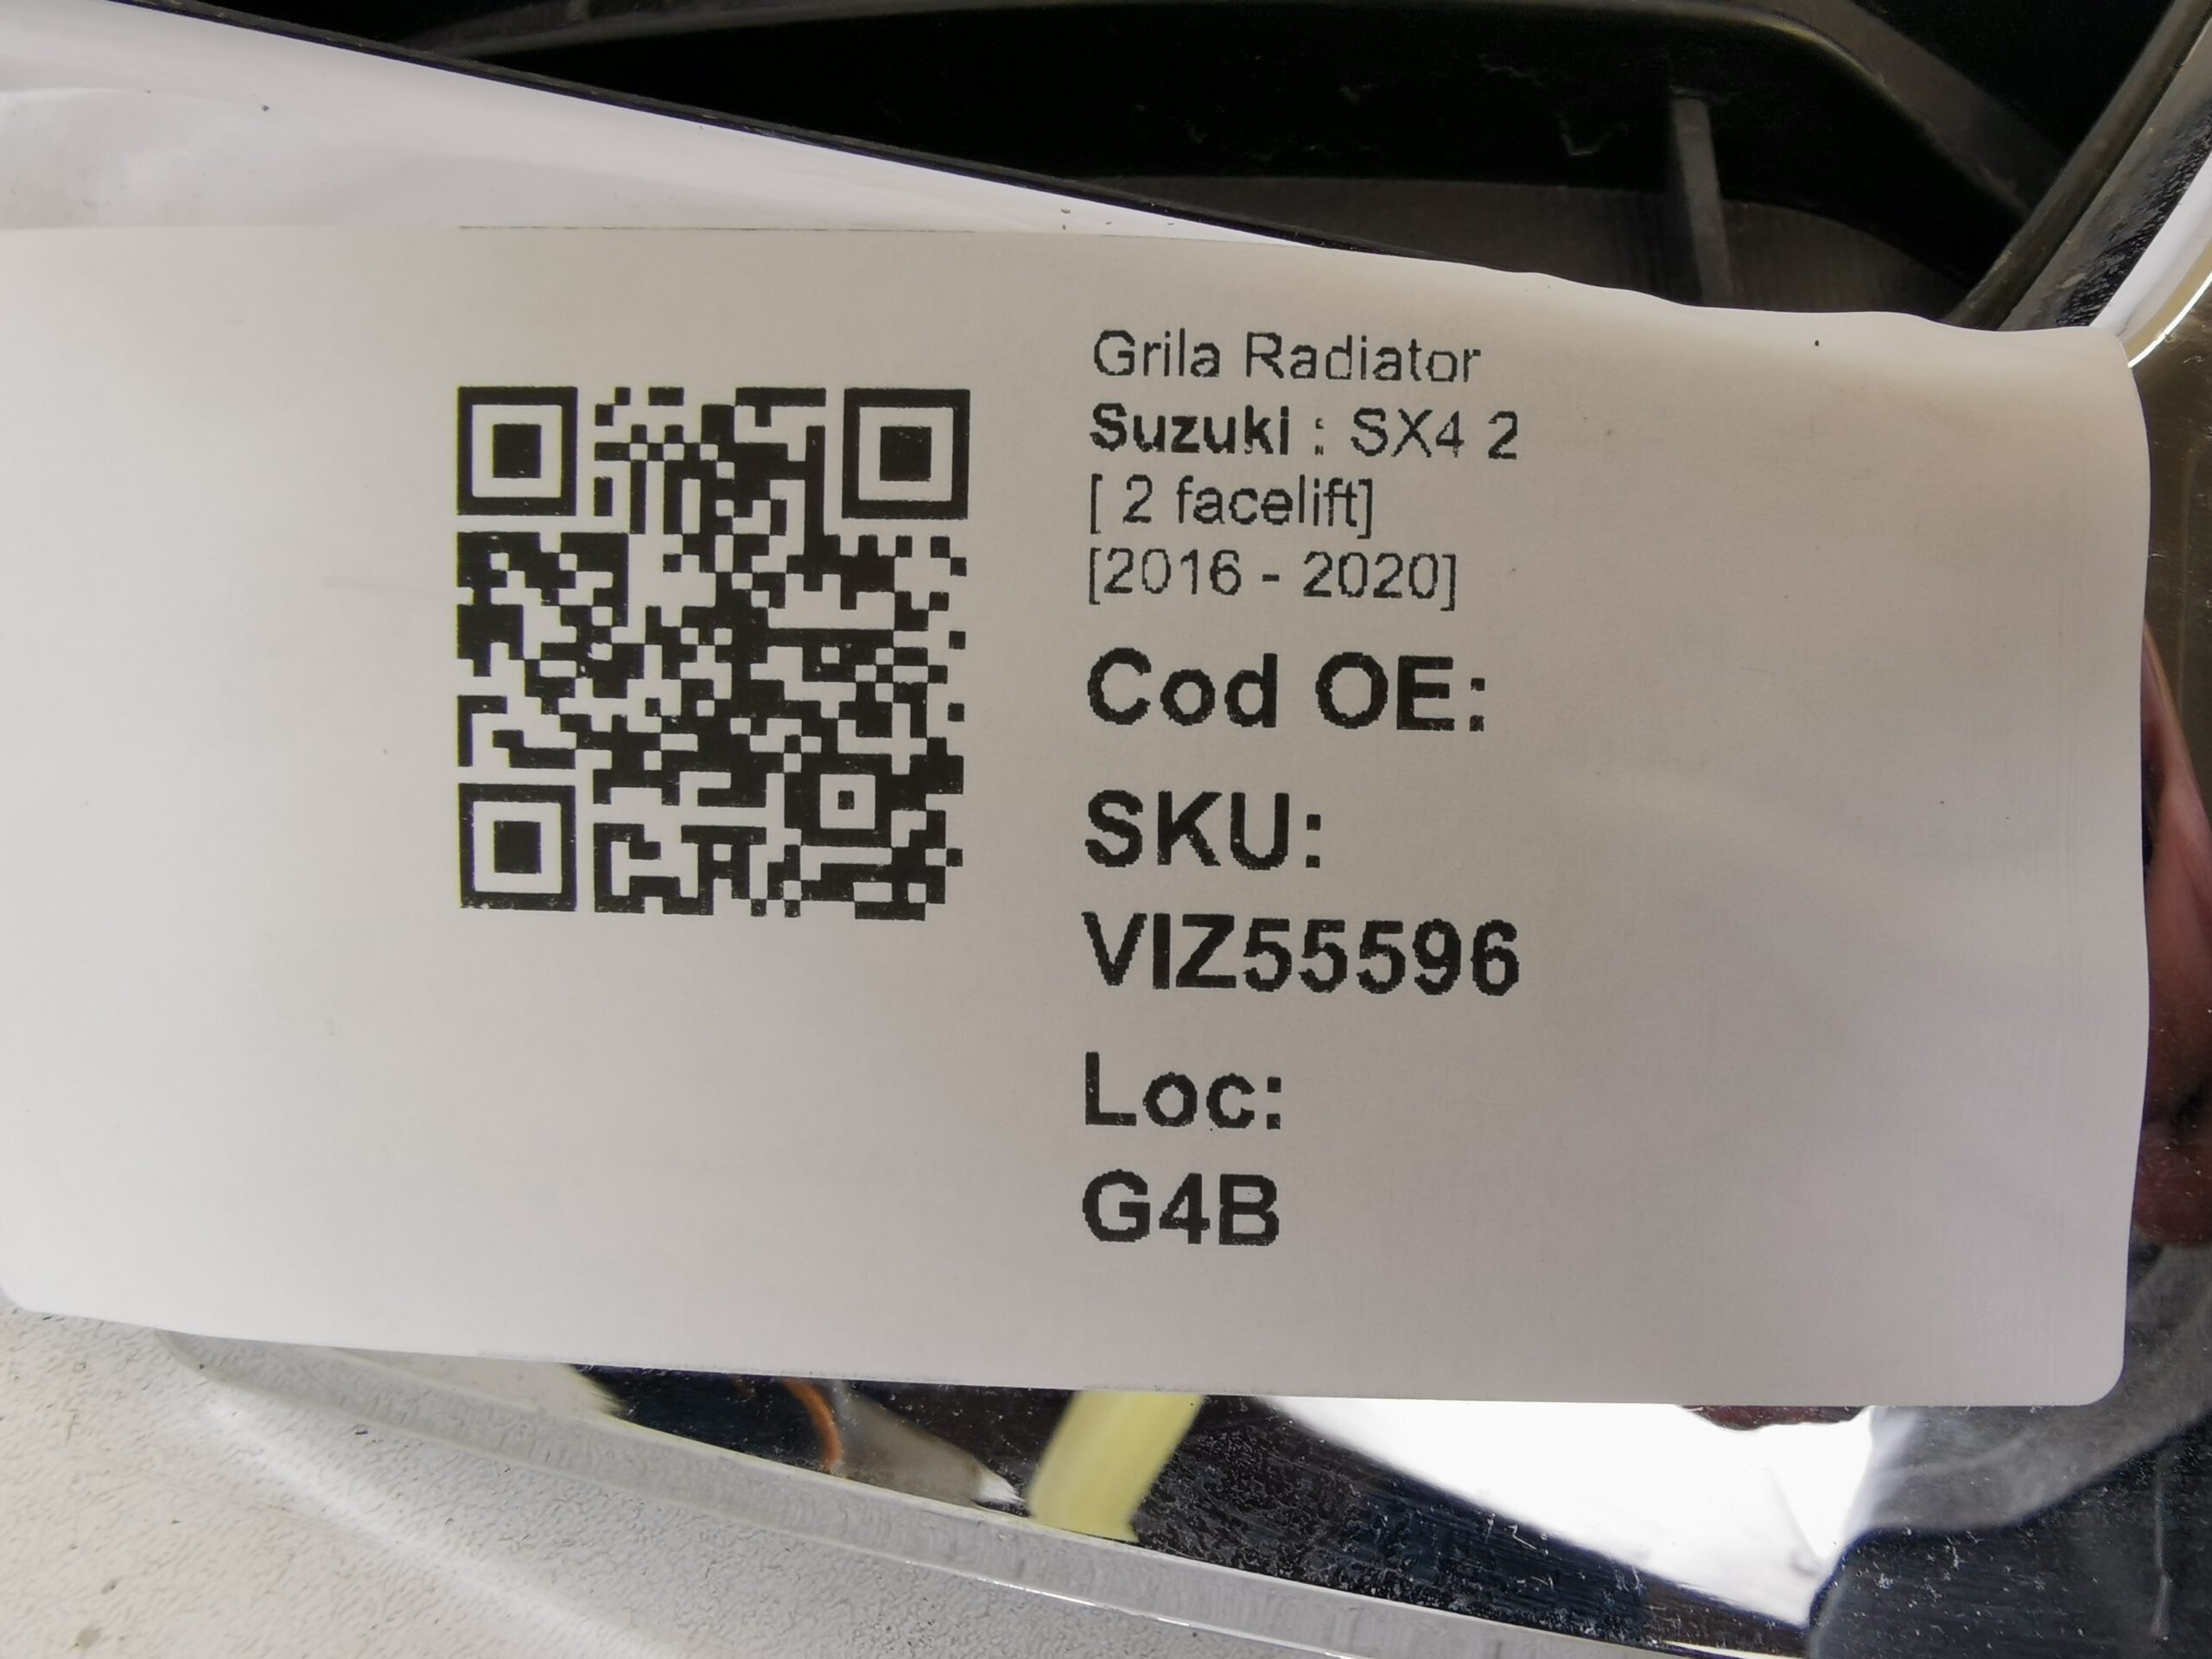 Grila Radiator
Suzuki : SX4 2
[ 2 facelift]
[2016 - 2020]
Cod OE:
SKU:
VIZ55596
Loc:
G4B